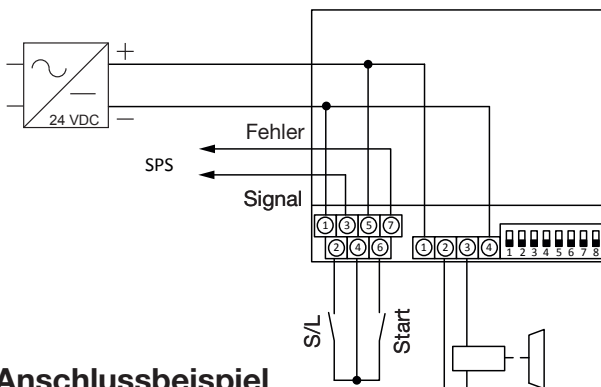 +
24 VDC
−
Fehler
SPS
Signal
1 3 5 7
2 4 6
1 2 3 4
1 2 3 4 5 6 7 8
S/L
Start
Anschlussbeispiel